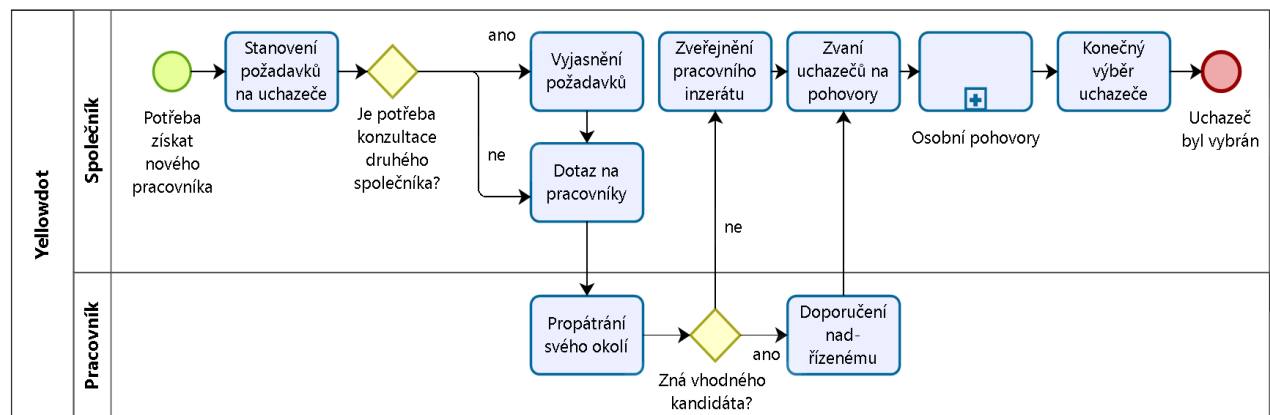 Yellowdot
Společník
Potřeba
získat
nového
pracovníka
Stanovení
požadavků
na uchazeče
Je potřeba
konzultace
druhého
společníka?
ano
ne
Vyjasnění
požadavků
Dotaz na
pracovníky
Zveřejnění
pracovního
inzerátu
Zvaní
uchazečů na
pohovory
Osobní pohovory
Konečný
výběr
uchazeče
Uchazeč
byl vybrán
Pracovník
Propátrání
svého okolí
Zná vhodného
kandidáta?
ne
ano
Doporučení
nad-
řízenému